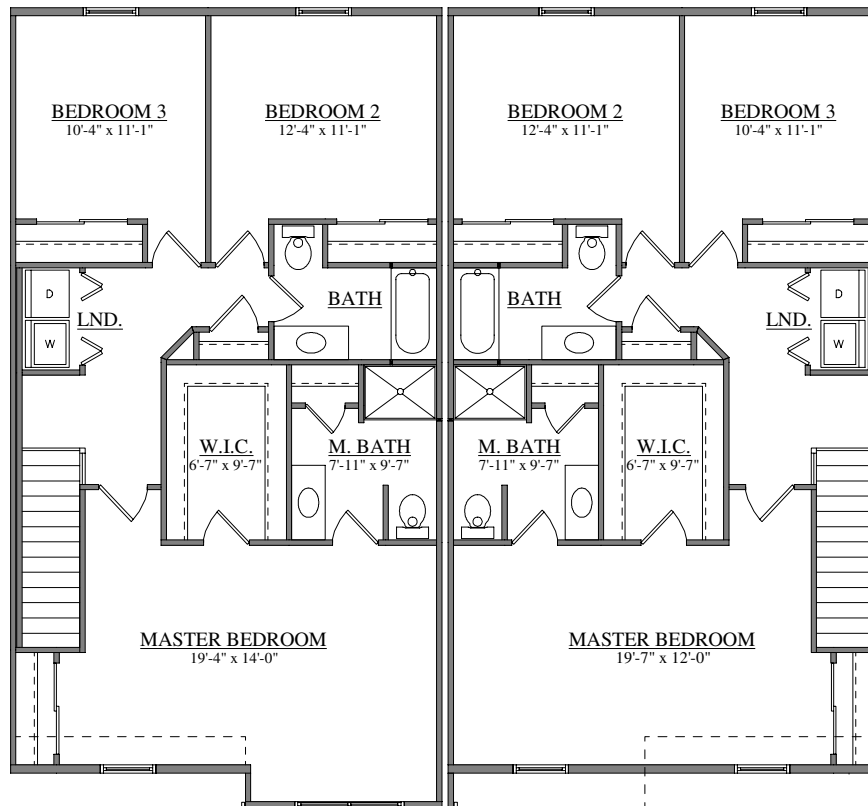 BEDROOM 3
10'-4" x 11'-1"
BEDROOM 2
12'-4" x 11'-1"
BEDROOM 2
12'-4" x 11'-1"
BEDROOM 3
10'-4" x 11'-1"
D
LND.
W
BATH
BATH
D
LND.
W
W.I.C.
6'-7" x 9'-7"
M. BATH
7'-11" x 9'-7"
M. BATH
7'-11" x 9'-7"
W.I.C.
6'-7" x 9'-7"
MASTER BEDROOM
19'-4" x 14'-0"
MASTER BEDROOM
19'-7" x 12'-0"